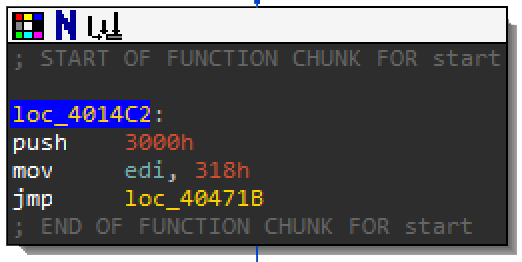 ; START OF FUNCTION CHUNK FOR start
loc_4014C2:
push 3000h
mov edi, 318h
jmp loc_40471B
; END OF FUNCTION CHUNK FOR start